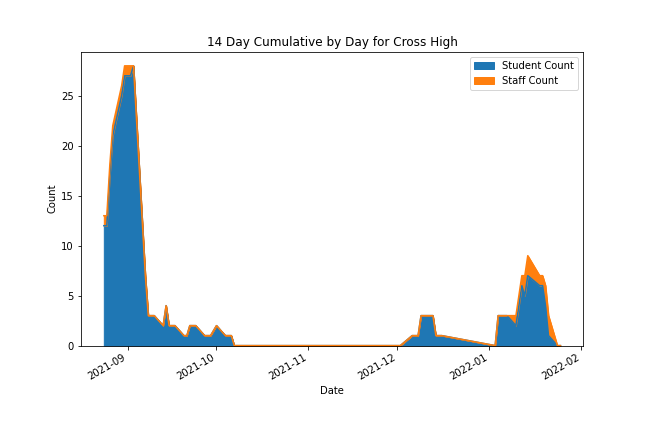 14 Day Cumulative by Day for Cross High
Student Count
Staff Count
25
20
15
10
5
0
Count
2021-09
2021-10
2021-11
2021-12
2022-01
2022-02
Date